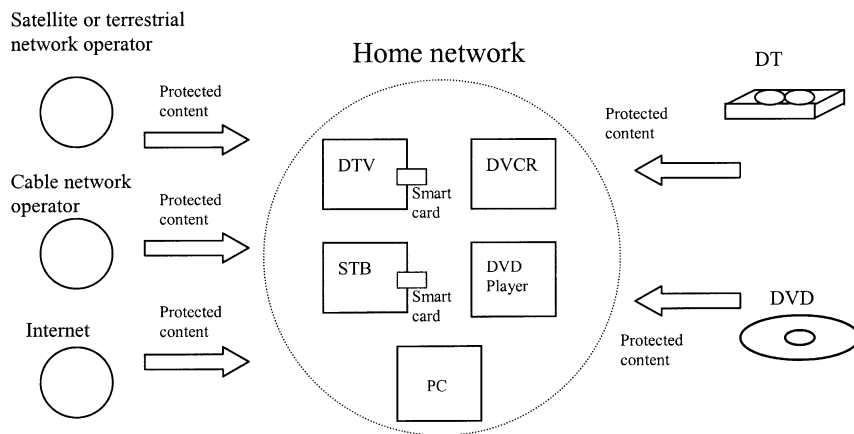 Satellite or terrestrial
network operator
Protected
content
Cable network
operator
Protected
content
Internet
Protected
content
Home network
DTV
Smart
card
DVCR
STB
Smart
card
DVD
Player
PC
DT
Protected
content
DVD
Protected
content